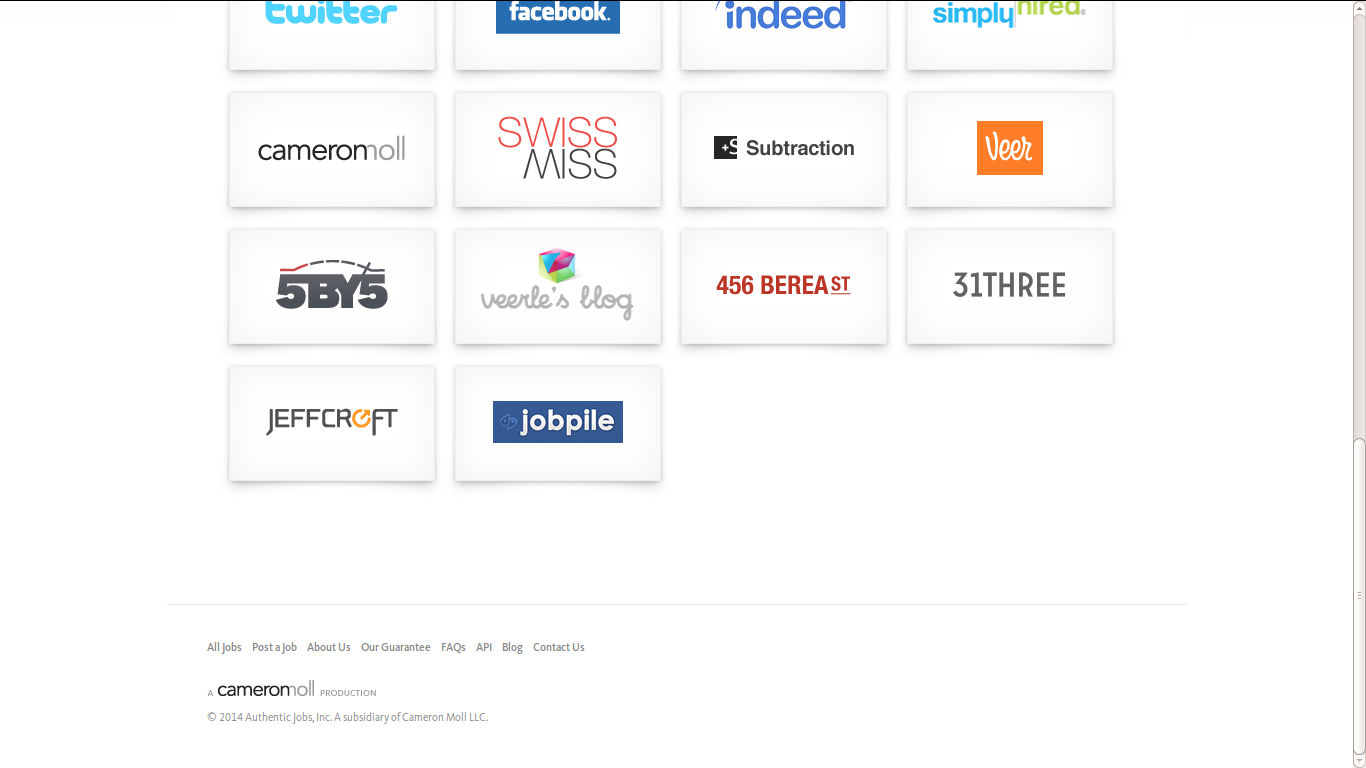 twitter facebook. indeed simply hired®
cameronmoll SWISS MISS +S Subtraction Veer
5BY5 veerle's blog 456 BEREA ST 31THREE
JEFFCROFT jobpile
All Jobs Post a Job About Us Our Guarantee FAQs API Blog Contact Us
A cameronmoll PRODUCTION
© 2014 Authentic Jobs, Inc. A subsidiary of Cameron Moll LLC.